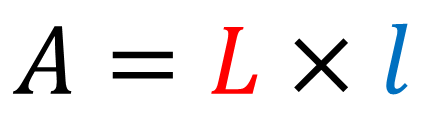 A = L × l